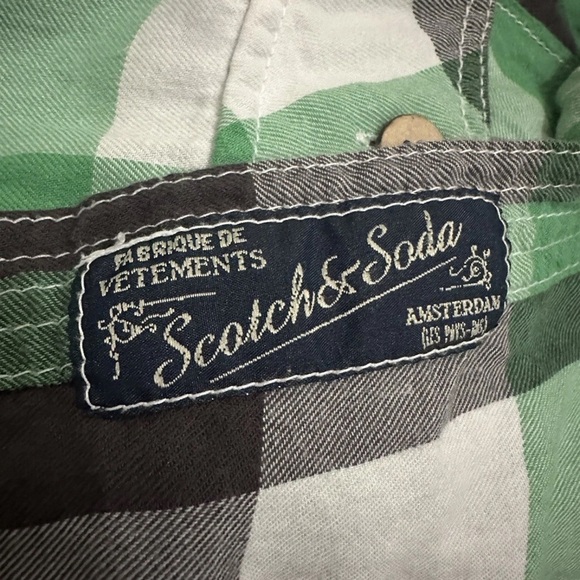 FABRIQUE DE
VETEMENTS
Scotch & Soda
AMSTERDAM
(LES PAYS-BAS)